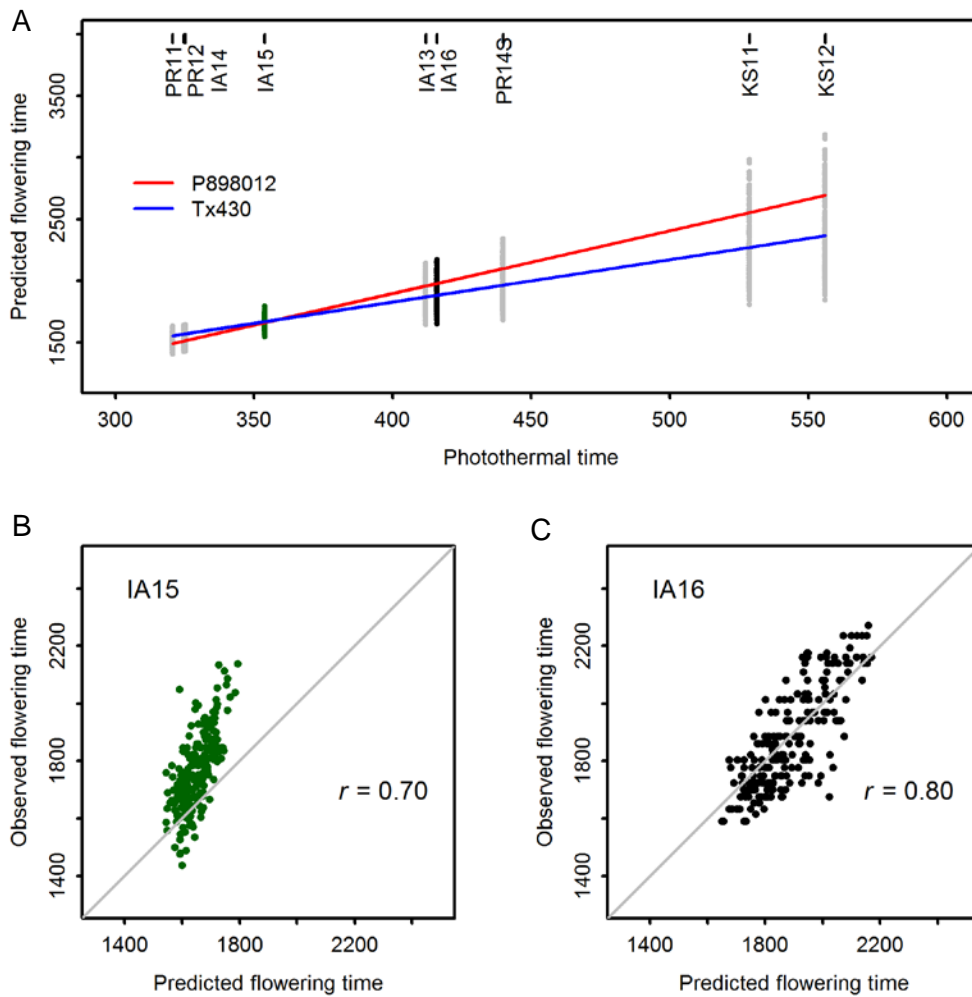 A
Predicted flowering time
3500
2500
1500
PR11
PR12
IA14
IA15
IA13
IA16
PR14S
KS11
KS12
P898012
Tx430
300 350 400 450 500 550 600
Photothermal time
B
Observed flowering time
2200
1800
1400
IA15
r = 0.70
1400 1800 2200
Predicted flowering time
C
Observed flowering time
2200
1800
1400
IA16
r = 0.80
1400 1800 2200
Predicted flowering time